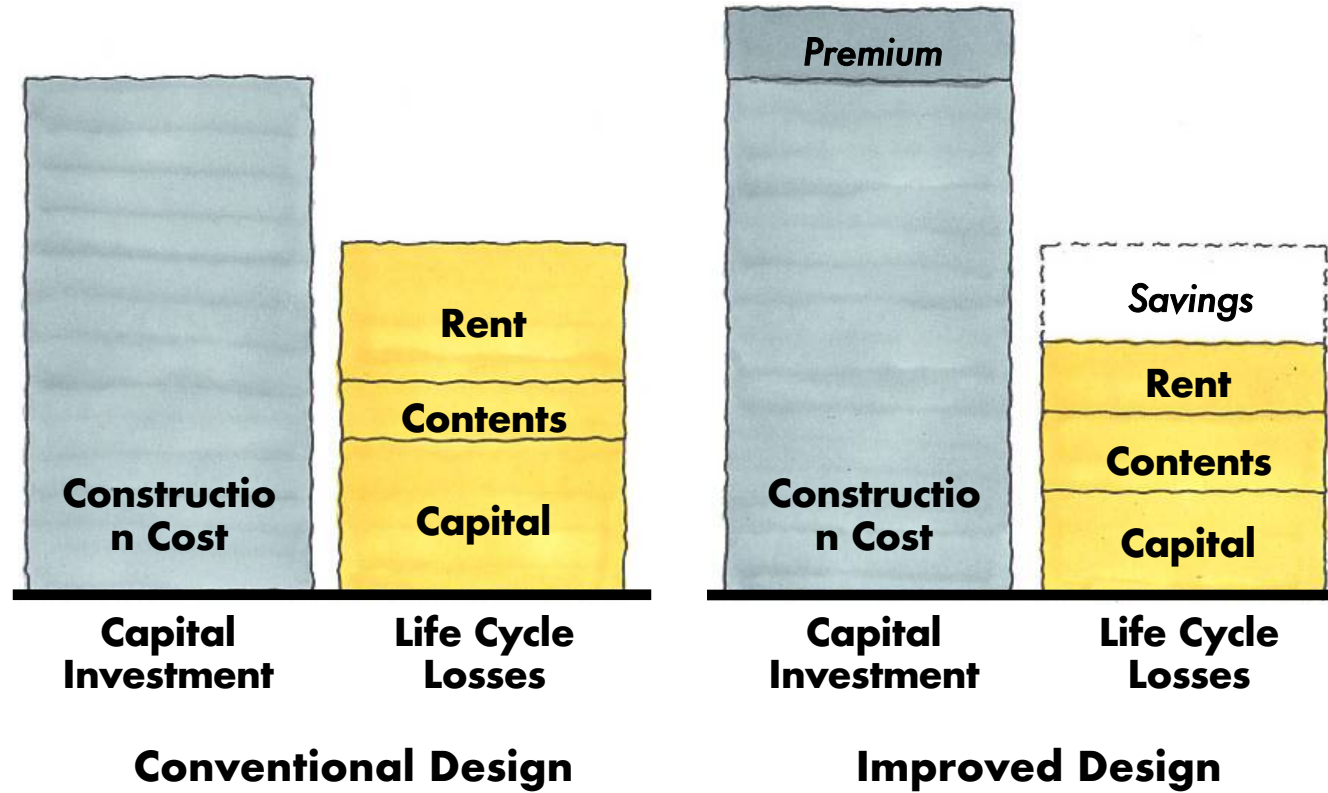 Rent
Contents
Capital
Constructio
n Cost
Capital
Investment
Life Cycle
Losses
Conventional Design
Premium
Savings
Rent
Contents
Capital
Constructio
n Cost
Capital
Investment
Life Cycle
Losses
Improved Design